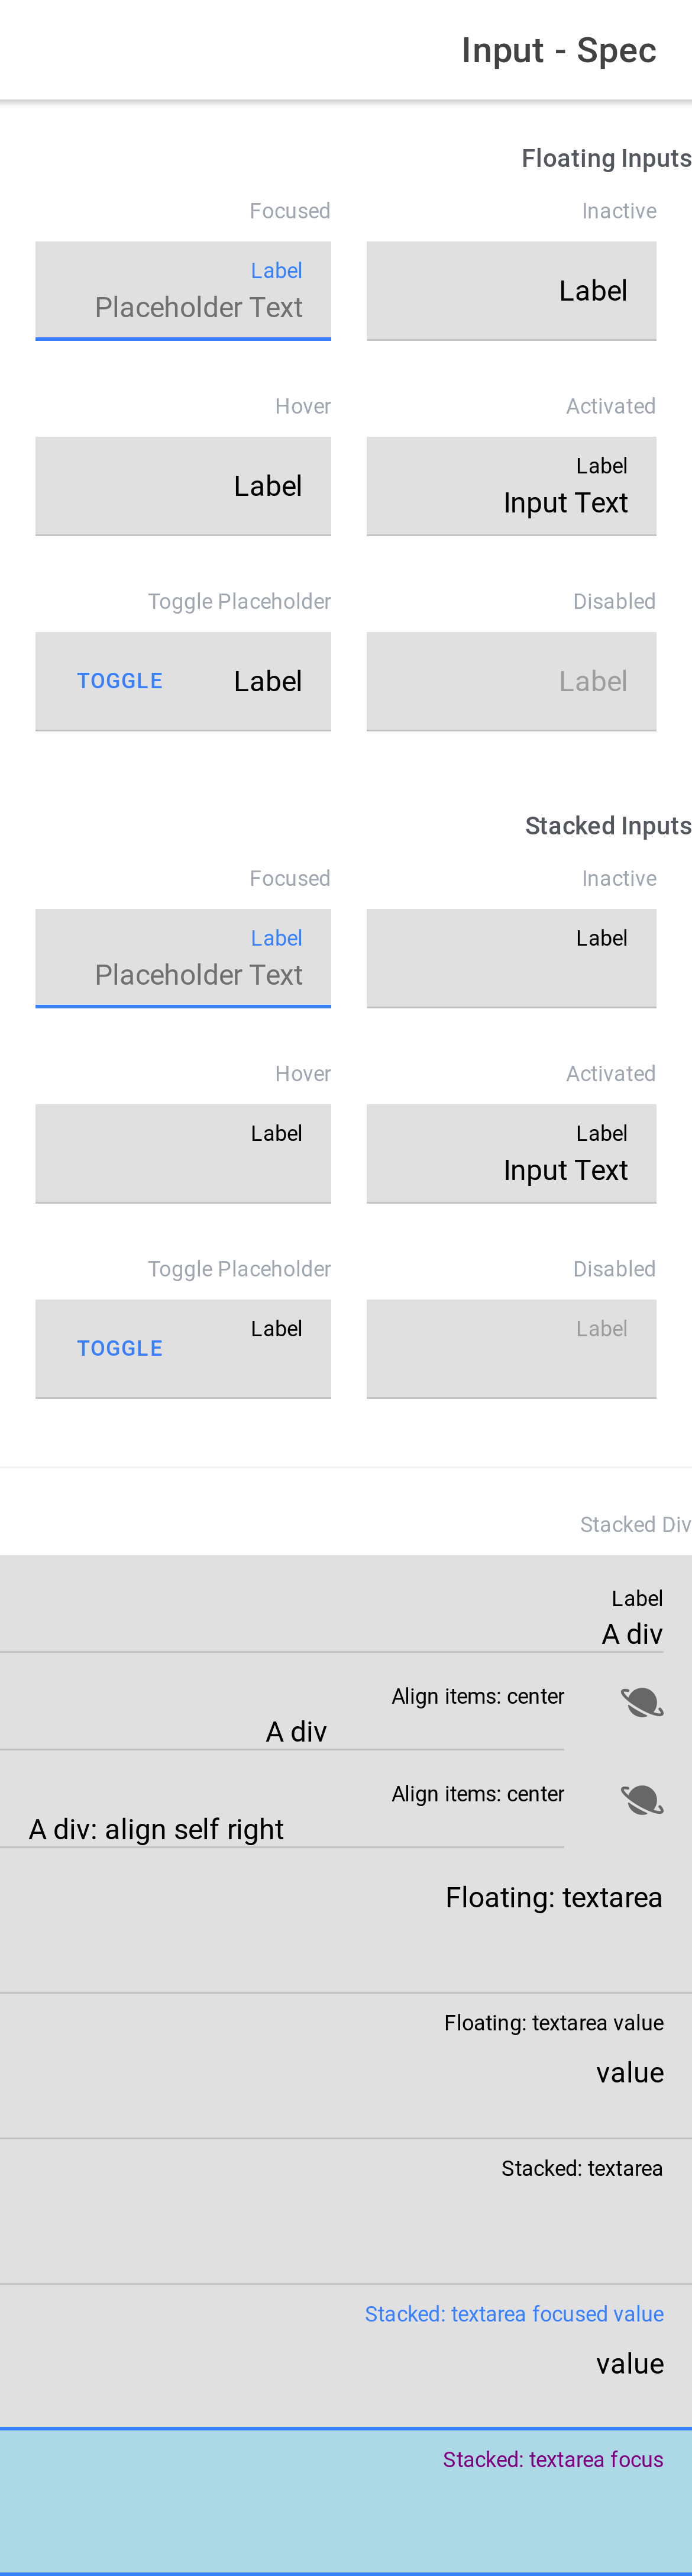 Input - Spec
Floating Inputs
Inactive
Focused
Label
Label
Placeholder Text
Activated
Hover
Label
Input Text
Label
Disabled
Toggle Placeholder
Label
Label
TOGGLE
Stacked Inputs
Inactive
Focused
Label
Label
Placeholder Text
Activated
Hover
Label
Input Text
Label
Disabled
Toggle Placeholder
Label
Label
TOGGLE
Stacked Div
Label
A div
Align items: center
A div
Align items: center
A div: align self right
Floating: textarea
Floating: textarea value
value
Stacked: textarea
Stacked: textarea focused value
value
Stacked: textarea focus